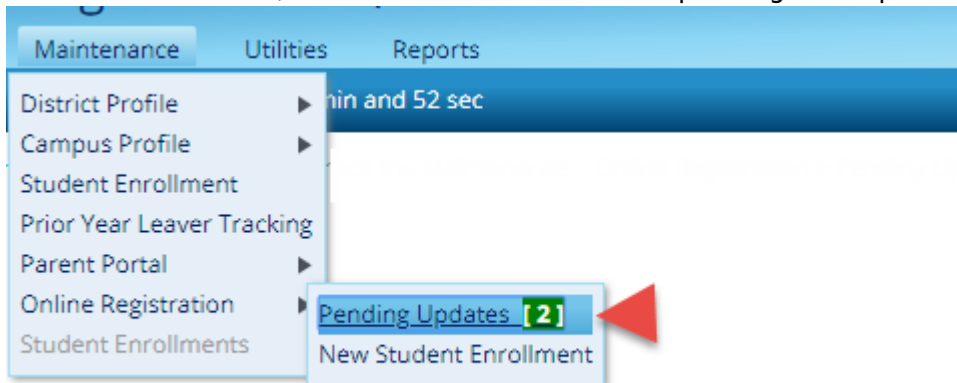 Maintenance Utilities Reports
District Profile
min and 52 sec
Campus Profile
Student Enrollment
Prior Year Leaver Tracking
Parent Portal
Online Registration
Pending Updates [2]
Student Enrollments
New Student Enrollment